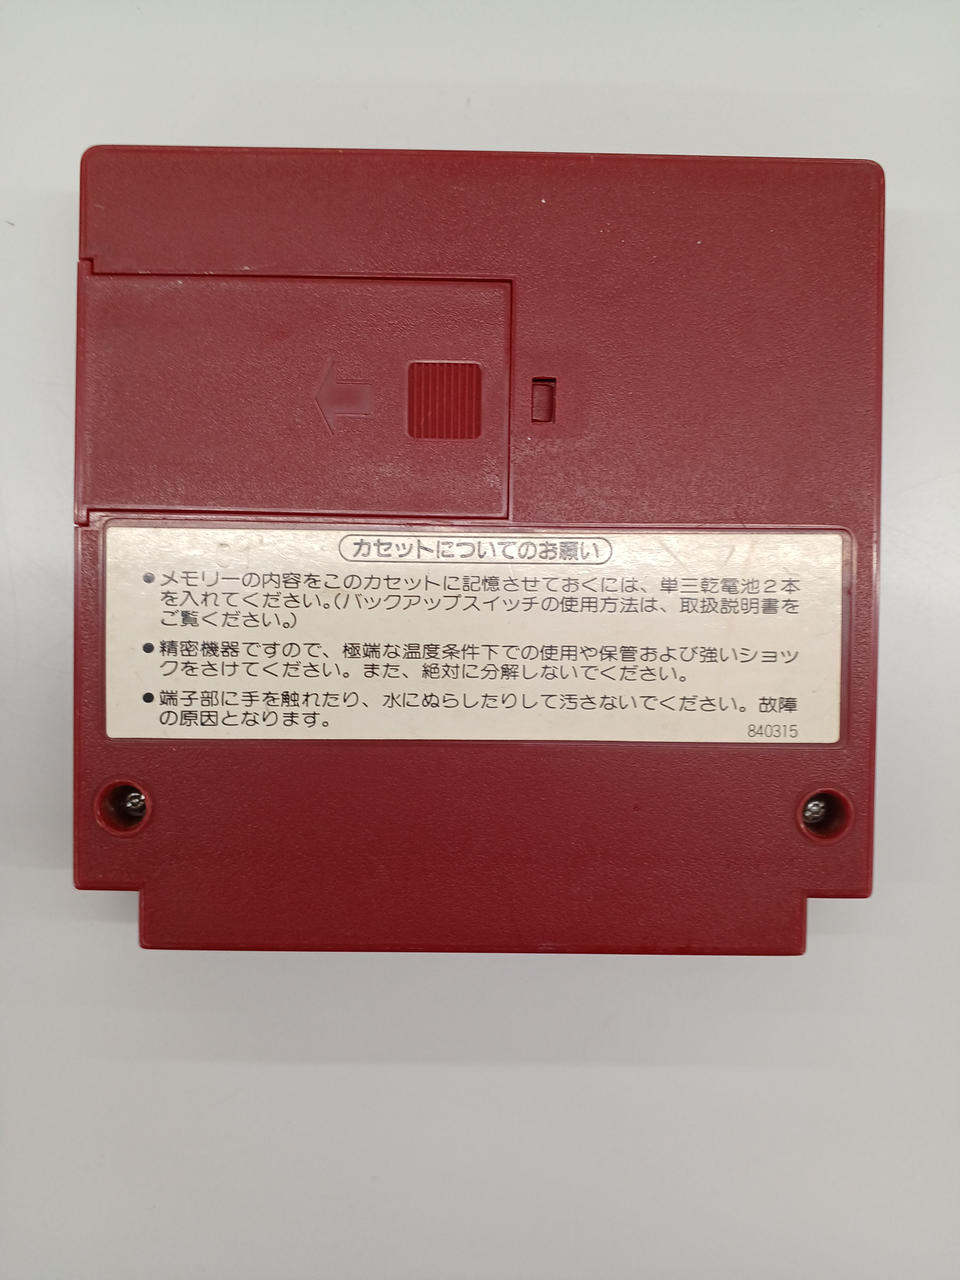 カセットについてのお願い
●メモリーの内容をこのカセットに記憶させておくには、単三乾電池2本
を入れてください。(バックアップスイッチの使用方法は、取扱説明書を
ご覧ください。)
●精密機器ですので、極端な温度条件下での使用や保管および強いショッ
クをさけてください。また、絶対に分解しないでください。
●端子部に手を触れたり、水にぬらしたりして汚さないでください。故障
の原因となります。
840315